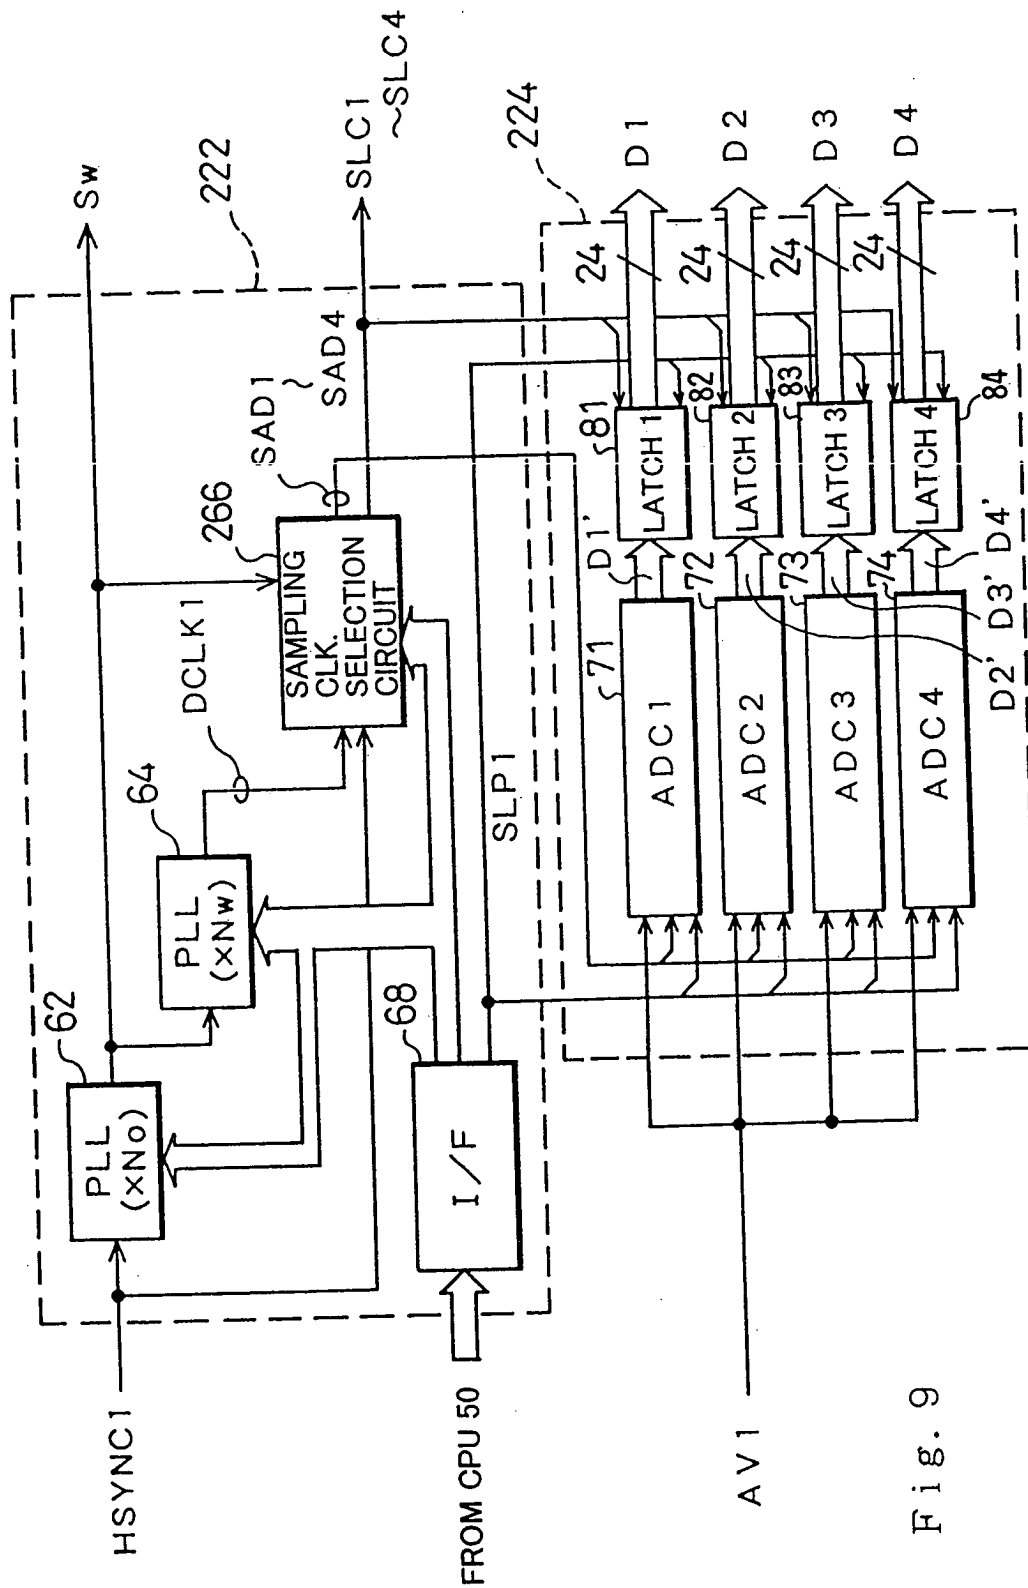 HSYNC1
FROM CPU 50
62
PLL
(×No)
64
PLL
(×Nw)
68
I/F
DCLK1
266
SAMPLING
CLK.
SELECTION
CIRCUIT
SAD1
~
SAD4
Sw
222
SLC1
~SLC4
SLP1
224
AV1
71
ADC1
72
ADC2
73
ADC3
74
ADC4
D1'
D2'
D3'
D4'
81
LATCH 1
82
LATCH 2
83
LATCH 3
84
LATCH 4
24
24
24
24
D1
D2
D3
D4
Fig. 9